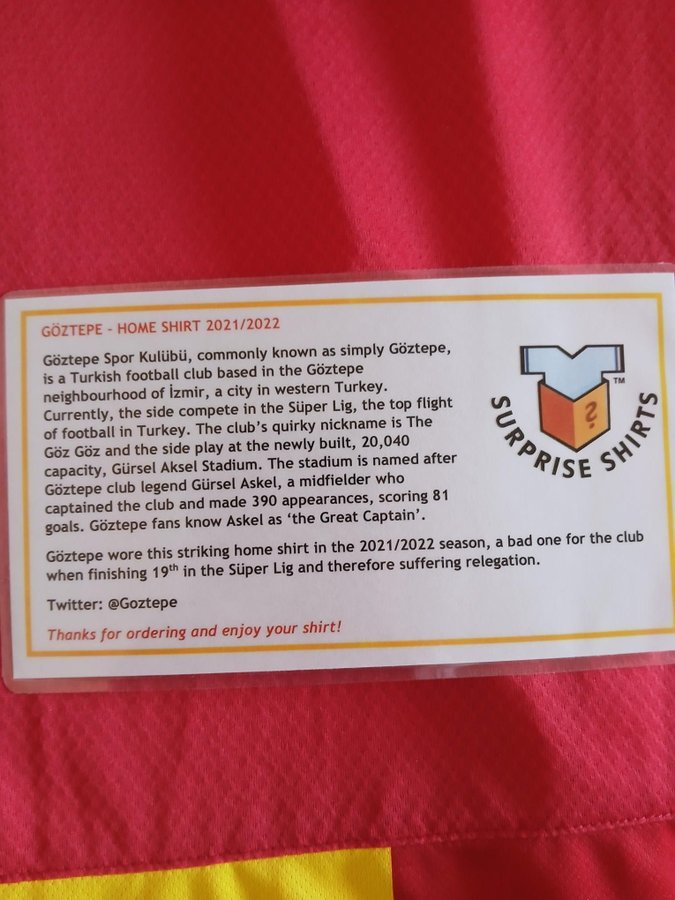 GÖZTEPE - HOME SHIRT 2021/2022
Göztepe Spor Kulübü, commonly known as simply Göztepe,
is a Turkish football club based in the Göztepe
neighbourhood of İzmir, a city in western Turkey.
Currently, the side compete in the Süper Lig, the top flight
of football in Turkey. The club's quirky nickname is The
Göz Göz and the side play at the newly built, 20,040
capacity, Gürsel Aksel Stadium. The stadium is named after
Göztepe club legend Gürsel Askel, a midfielder who
captained the club and made 390 appearances, scoring 81
goals. Göztepe fans know Askel as ‘the Great Captain’.
Göztepe wore this striking home shirt in the 2021/2022 season, a bad one for the club
when finishing 19th in the Süper Lig and therefore suffering relegation.
Twitter: @Goztepe
Thanks for ordering and enjoy your shirt!
TM
?
SURPRISE SHIRTS